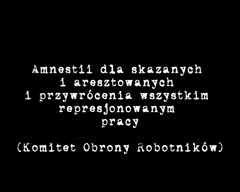 Amnestii dla skazanych
i aresztowanych
i przywrócenia wszystkim
represjonowanym
pracy
(Komitet Obrony Robotników)